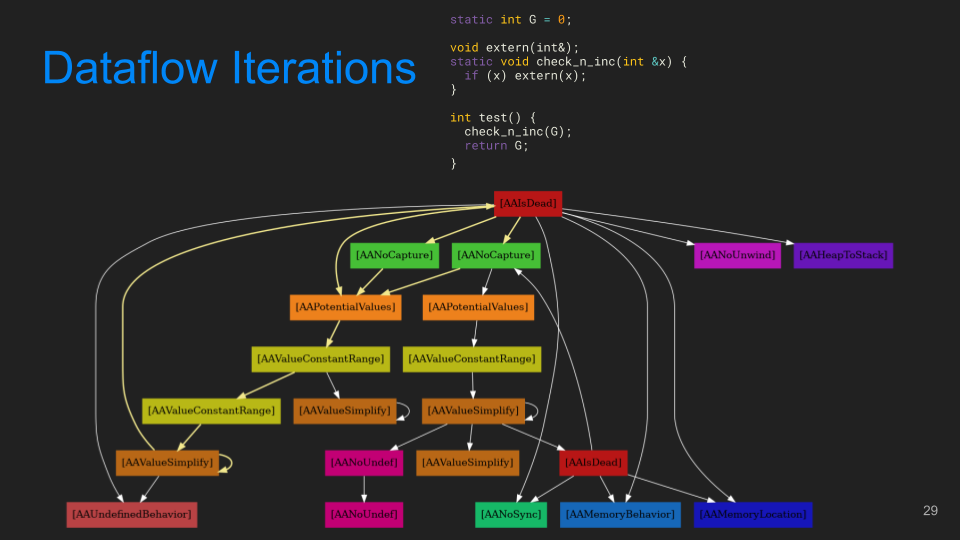 Dataflow Iterations
static int G = 0;
void extern(int&);
static void check_n_inc(int &x) {
if (x) extern(x);
}
int test() {
check_n_inc(G);
return G;
}
[AAIsDead]
[AANoCapture] [AANoCapture] [AANoUnwind] [AAHeapToStack]
[AAPotentialValues] [AAPotentialValues]
[AAValueConstantRange] [AAValueConstantRange]
[AAValueConstantRange] [AAValueSimplify] [AAValueSimplify]
[AAValueSimplify] [AANoUndef] [AAValueSimplify] [AAIsDead]
[AAUndefinedBehavior] [AANoUndef] [AANoSync] [AAMemoryBehavior] [AAMemoryLocation]
29